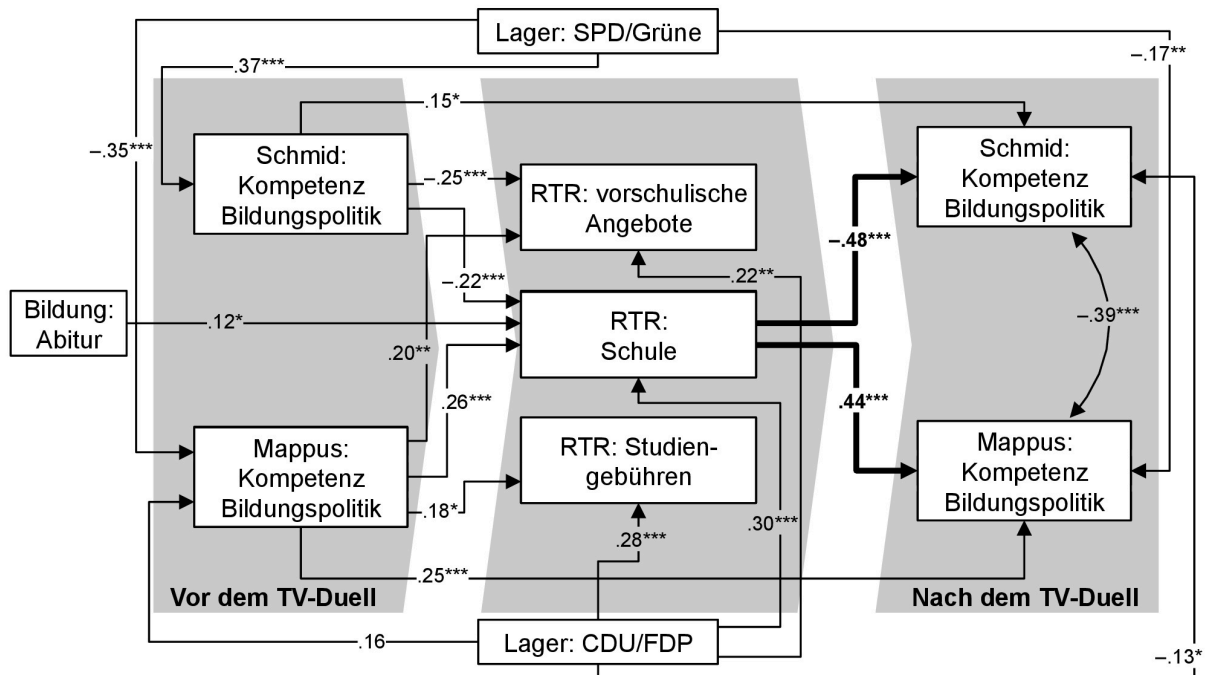 Lager: SPD/Grüne
–.17**
.37***
.15*
–.35***
Schmid:
Kompetenz
Bildungspolitik
–.25***
RTR: vorschulische
Angebote
Schmid:
Kompetenz
Bildungspolitik
–.48***
–.22***
.22**
Bildung:
Abitur
.12*
RTR:
Schule
–.39***
.20**
.26***
.44***
Mappus:
Kompetenz
Bildungspolitik
RTR: Studien-
gebühren
Mappus:
Kompetenz
Bildungspolitik
.18*
.30***
.28***
.25***
Vor dem TV-Duell
Nach dem TV-Duell
.16
Lager: CDU/FDP
–.13*